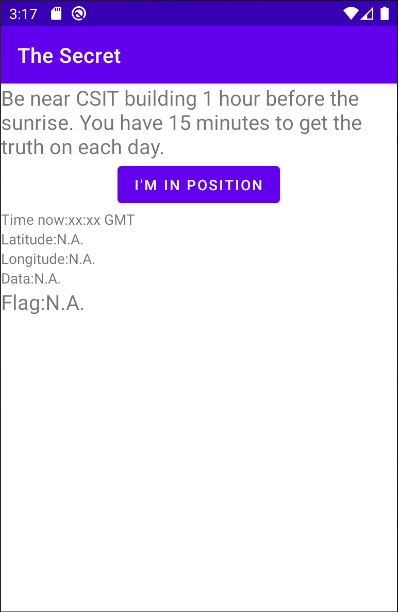 3:17
The Secret
Be near CSIT building 1 hour before the
sunrise. You have 15 minutes to get the
truth on each day.
I'M IN POSITION
Time now:xx:xx GMT
Latitude:N.A.
Longitude:N.A.
Data:N.A.
Flag:N.A.